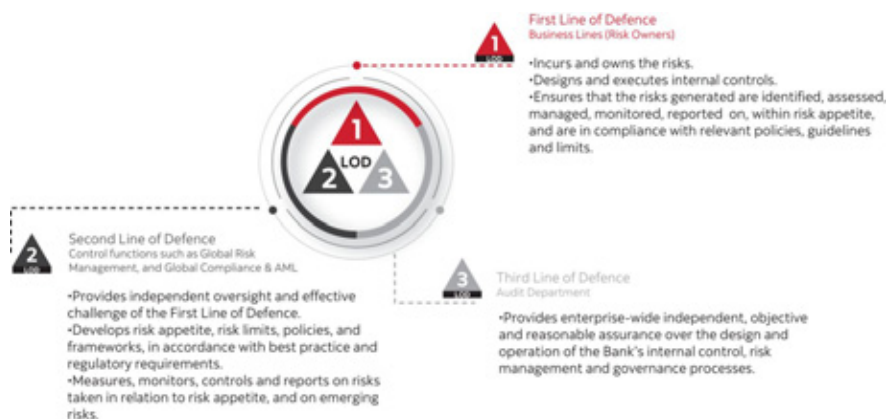 First Line of Defence
Business Lines (Risk Owners)
1
LOD
•Incurs and owns the risks.
•Designs and executes internal controls.
•Ensures that the risks generated are identified, assessed,
managed, monitored, reported on, within risk appetite,
and are in compliance with relevant policies, guidelines
and limits.
1
LOD
2
3
2
LOD
Second Line of Defence
Control functions such as Global Risk
Management, and Global Compliance & AML
•Provides independent oversight and effective
challenge of the First Line of Defence.
•Develops risk appetite, risk limits, policies, and
frameworks, in accordance with best practice and
regulatory requirements.
•Measures, monitors, controls and reports on risks
taken in relation to risk appetite, and on emerging
risks.
3
LOD
Third Line of Defence
Audit Department
•Provides enterprise-wide independent, objective
and reasonable assurance over the design and
operation of the Bank's internal control, risk
management and governance processes.